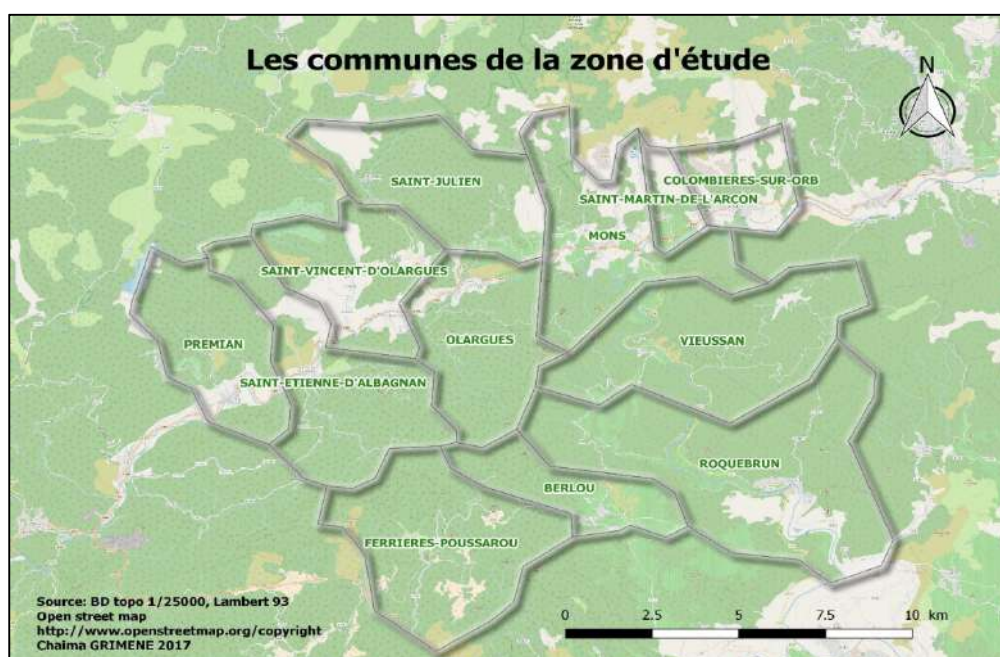 Les communes de la zone d'étude
N
SAINT-JULIEN
COLOMBIERES-SUR-ORB
SAINT-MARTIN-DE-L'ARCON
MONS
SAINT-VINCENT-D'OLARGUES
PREMIAN
OLARGUES
VIEUSSAN
SAINT-ETIENNE-D'ALBAGNAN
ROQUEBRUN
BERLOU
FERRIERES-POUSSAROU
Source: BD topo 1/25000, Lambert 93
Open street map
http://www.openstreetmap.org/copyright
Chaima GRIMENE 2017
0 2.5 5 7.5 10 km